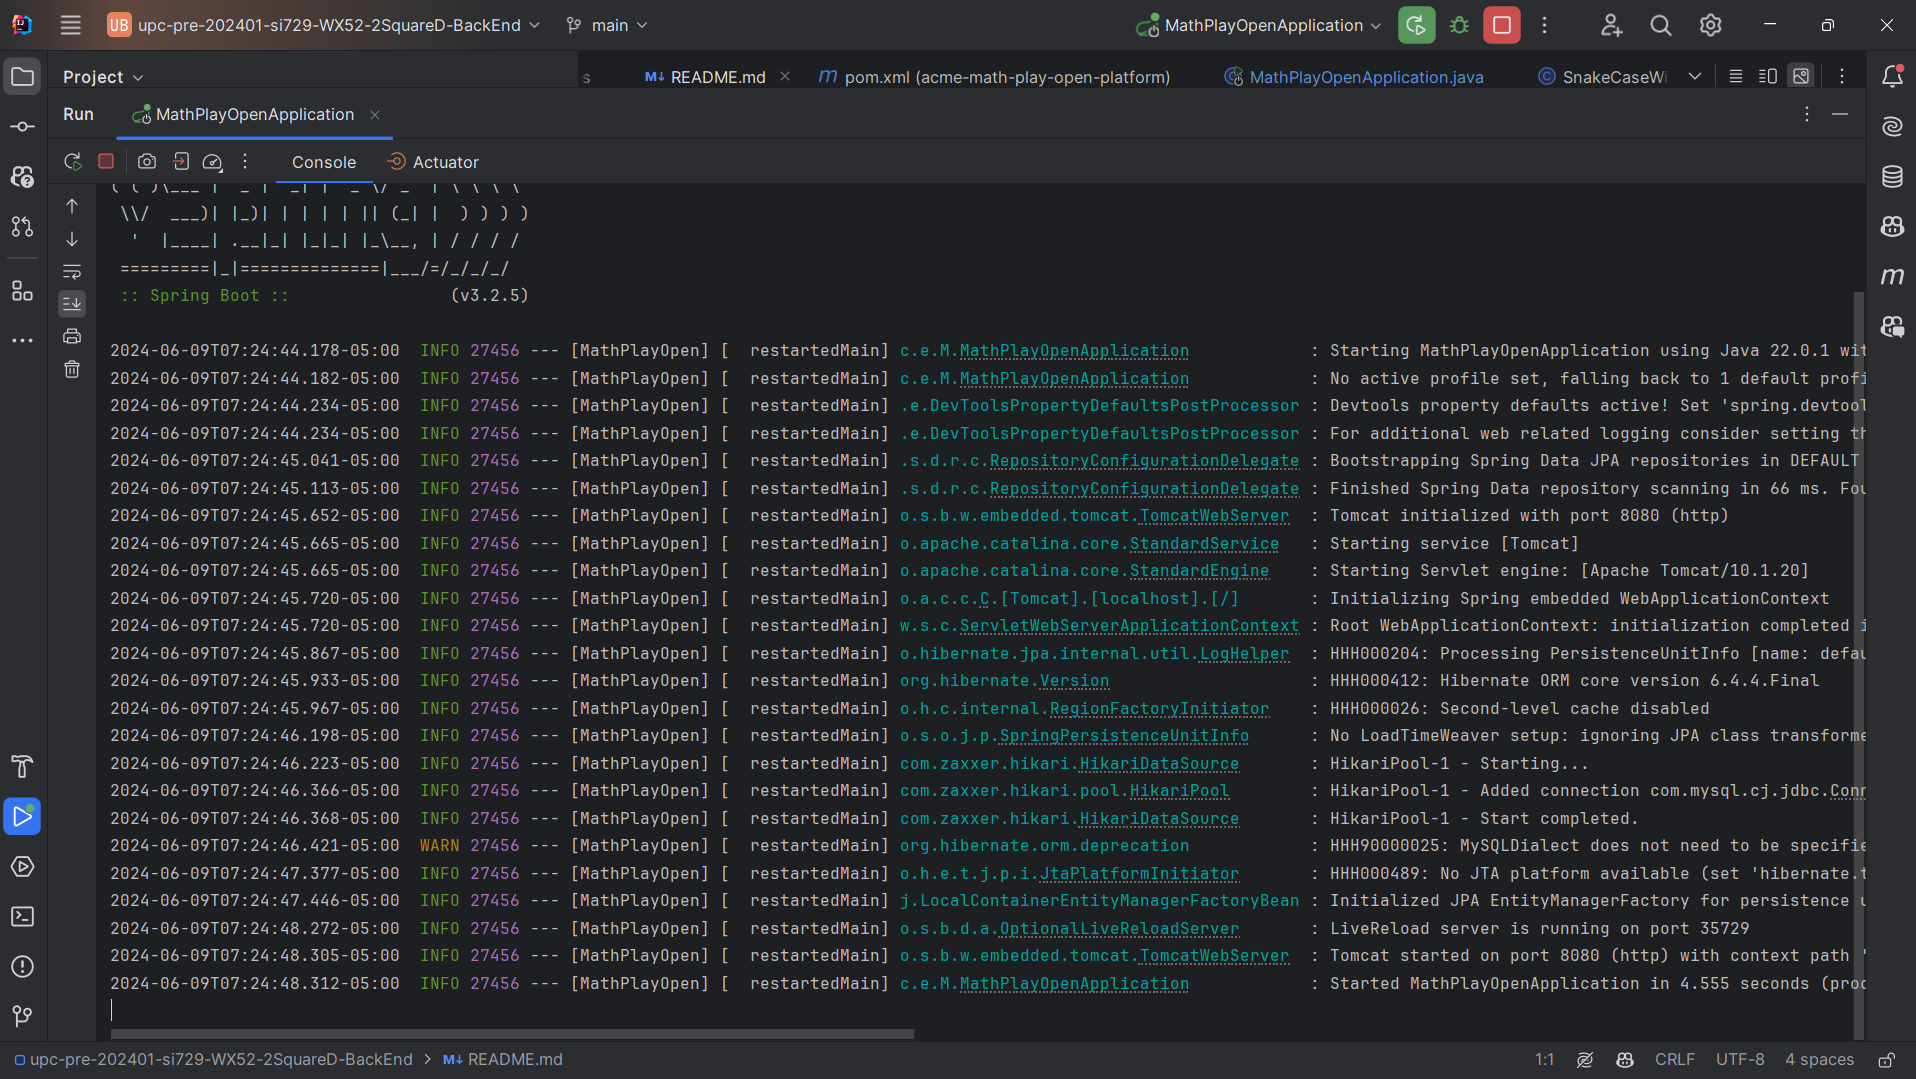 UB upc-pre-202401-si729-WX52-2SquareD-BackEnd main MathPlayOpenApplication
Project s README.md pom.xml (acme-math-play-open-platform) MathPlayOpenApplication.java SnakeCaseWi
Run MathPlayOpenApplication
Console Actuator
\\/  ___)| |_)| | | | | || (_| |  ) ) ) )
'  |____| .__|_| |_|_| |_\__, | / / / /
=========|_|==============|___/=/_/_/_/
:: Spring Boot :: (v3.2.5)
2024-06-09T07:24:44.178-05:00  INFO 27456 --- [MathPlayOpen] [  restartedMain] c.e.M.MathPlayOpenApplication : Starting MathPlayOpenApplication using Java 22.0.1 wit
2024-06-09T07:24:44.182-05:00  INFO 27456 --- [MathPlayOpen] [  restartedMain] c.e.M.MathPlayOpenApplication : No active profile set, falling back to 1 default profi
2024-06-09T07:24:44.234-05:00  INFO 27456 --- [MathPlayOpen] [  restartedMain] .e.DevToolsPropertyDefaultsPostProcessor : Devtools property defaults active! Set 'spring.devtool
2024-06-09T07:24:44.234-05:00  INFO 27456 --- [MathPlayOpen] [  restartedMain] .e.DevToolsPropertyDefaultsPostProcessor : For additional web related logging consider setting th
2024-06-09T07:24:45.041-05:00  INFO 27456 --- [MathPlayOpen] [  restartedMain] .s.d.r.c.RepositoryConfigurationDelegate : Bootstrapping Spring Data JPA repositories in DEFAULT
2024-06-09T07:24:45.113-05:00  INFO 27456 --- [MathPlayOpen] [  restartedMain] .s.d.r.c.RepositoryConfigurationDelegate : Finished Spring Data repository scanning in 66 ms. Fou
2024-06-09T07:24:45.652-05:00  INFO 27456 --- [MathPlayOpen] [  restartedMain] o.s.b.w.embedded.tomcat.TomcatWebServer : Tomcat initialized with port 8080 (http)
2024-06-09T07:24:45.665-05:00  INFO 27456 --- [MathPlayOpen] [  restartedMain] o.apache.catalina.core.StandardService : Starting service [Tomcat]
2024-06-09T07:24:45.665-05:00  INFO 27456 --- [MathPlayOpen] [  restartedMain] o.apache.catalina.core.StandardEngine : Starting Servlet engine: [Apache Tomcat/10.1.20]
2024-06-09T07:24:45.720-05:00  INFO 27456 --- [MathPlayOpen] [  restartedMain] o.a.c.c.C.[Tomcat].[localhost].[/] : Initializing Spring embedded WebApplicationContext
2024-06-09T07:24:45.720-05:00  INFO 27456 --- [MathPlayOpen] [  restartedMain] w.s.c.ServletWebServerApplicationContext : Root WebApplicationContext: initialization completed i
2024-06-09T07:24:45.867-05:00  INFO 27456 --- [MathPlayOpen] [  restartedMain] o.hibernate.jpa.internal.util.LogHelper : HHH000204: Processing PersistenceUnitInfo [name: defau
2024-06-09T07:24:45.933-05:00  INFO 27456 --- [MathPlayOpen] [  restartedMain] org.hibernate.Version : HHH000412: Hibernate ORM core version 6.4.4.Final
2024-06-09T07:24:45.967-05:00  INFO 27456 --- [MathPlayOpen] [  restartedMain] o.h.c.internal.RegionFactoryInitiator : HHH000026: Second-level cache disabled
2024-06-09T07:24:46.198-05:00  INFO 27456 --- [MathPlayOpen] [  restartedMain] o.s.o.j.p.SpringPersistenceUnitInfo : No LoadTimeWeaver setup: ignoring JPA class transforme
2024-06-09T07:24:46.223-05:00  INFO 27456 --- [MathPlayOpen] [  restartedMain] com.zaxxer.hikari.HikariDataSource : HikariPool-1 - Starting...
2024-06-09T07:24:46.366-05:00  INFO 27456 --- [MathPlayOpen] [  restartedMain] com.zaxxer.hikari.pool.HikariPool : HikariPool-1 - Added connection com.mysql.cj.jdbc.Conn
2024-06-09T07:24:46.368-05:00  INFO 27456 --- [MathPlayOpen] [  restartedMain] com.zaxxer.hikari.HikariDataSource : HikariPool-1 - Start completed.
2024-06-09T07:24:46.421-05:00  WARN 27456 --- [MathPlayOpen] [  restartedMain] org.hibernate.orm.deprecation : HHH90000025: MySQLDialect does not need to be specifie
2024-06-09T07:24:47.377-05:00  INFO 27456 --- [MathPlayOpen] [  restartedMain] o.h.e.t.j.p.i.JtaPlatformInitiator : HHH000489: No JTA platform available (set 'hibernate.t
2024-06-09T07:24:47.446-05:00  INFO 27456 --- [MathPlayOpen] [  restartedMain] j.LocalContainerEntityManagerFactoryBean : Initialized JPA EntityManagerFactory for persistence u
2024-06-09T07:24:48.272-05:00  INFO 27456 --- [MathPlayOpen] [  restartedMain] o.s.b.d.a.OptionalLiveReloadServer : LiveReload server is running on port 35729
2024-06-09T07:24:48.305-05:00  INFO 27456 --- [MathPlayOpen] [  restartedMain] o.s.b.w.embedded.tomcat.TomcatWebServer : Tomcat started on port 8080 (http) with context path '
2024-06-09T07:24:48.312-05:00  INFO 27456 --- [MathPlayOpen] [  restartedMain] c.e.M.MathPlayOpenApplication : Started MathPlayOpenApplication in 4.555 seconds (proc
upc-pre-202401-si729-WX52-2SquareD-BackEnd > M↓ README.md 1:1 CRLF UTF-8 4 spaces